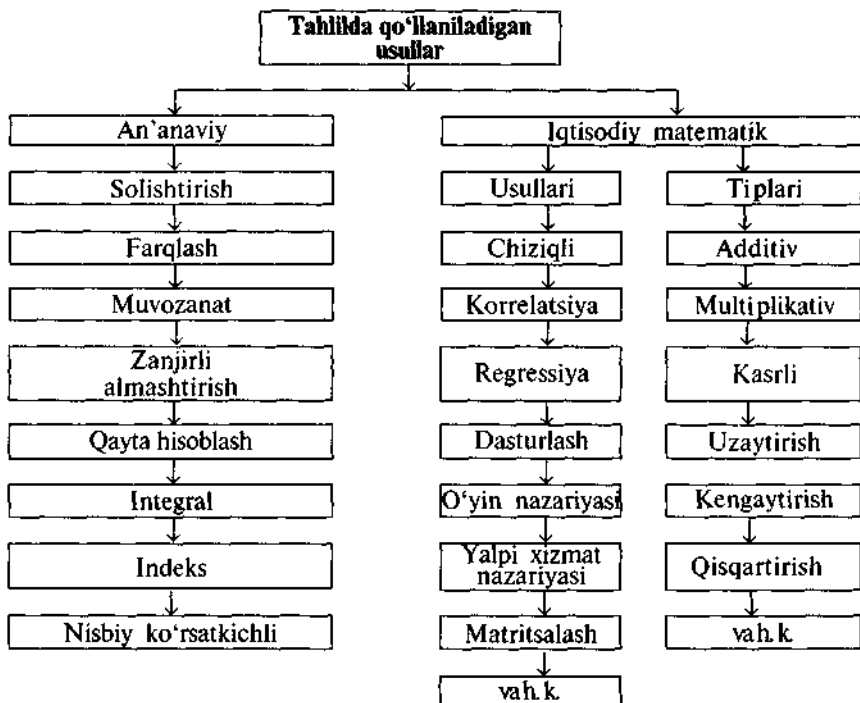 Tahlilda qo‘llaniladigan
usullar
An’anaviy
Solishtirish
Farqlash
Muvozanat
Zanjirli
almashtirish
Qayta hisoblash
Integral
Indeks
Nisbiy ko‘rsatkichli
Iqtisodiy matematik
Usullari
Chiziqli
Korrelatsiya
Regressiya
Dasturlash
O‘yin nazariyasi
Yalpi xizmat
nazariyasi
Matritsalash
vah.k.
Tiplari
Additiv
Multiplikativ
Kasrli
Uzaytirish
Kengaytirish
Qisqartirish
vah.k.